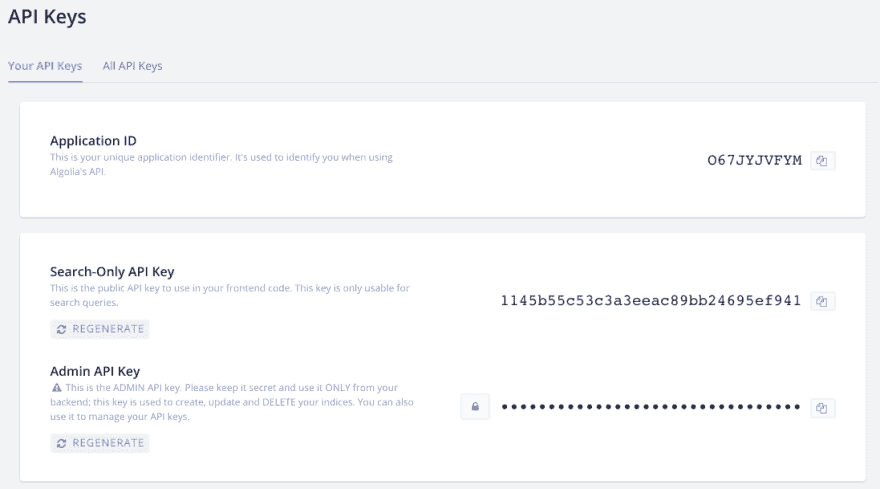 API Keys
Your API Keys All API Keys
Application ID
This is your unique application identifier. It's used to identify you when using
Algolia's API.
O67JYJVFYM
Search-Only API Key
This is the public API key to use in your frontend code. This key is only usable for
search queries.
1145b55c53c3a3eeac89bb24695ef941
REGENERATE
Admin API Key
This is the ADMIN API key. Please keep it secret and use it ONLY from your
backend; this key is used to create, update and DELETE your indices. You can also
use it to manage your API keys.
••••••••••••••••••••••••••••••••
REGENERATE